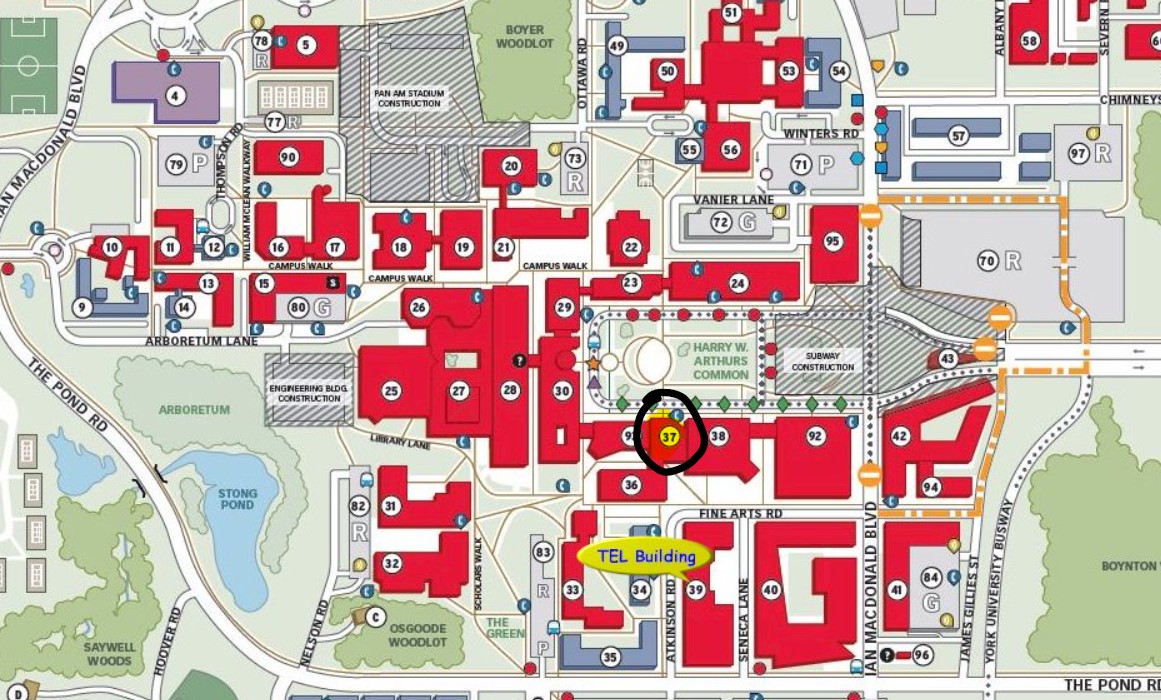 51
ALBANY
SEVERN
BOYER
WOODLOT
OTTAWA RD
78
R
5
49
58
50
53
54
4
PAN AM STADIUM
CONSTRUCTION
CHIMNEYS
77 R
WINTERS RD
57
IAN MACDONALD BLVD
79 P
THOMPSON RD
WILLIAM MCLEAN WALKWAY
90
20
73
R
55
56
71 P
97 R
VANIER LANE
72 G
10
11
12
16
17
18
19
21
22
95
70 R
CAMPUS WALK
CAMPUS WALK
CAMPUS WALK
9
13
14
15
S
80 G
23
24
26
29
ARBORETUM LANE
HARRY W.
ARTHURS
COMMON
SUBWAY
CONSTRUCTION
43
?
THE POND RD
ENGINEERING BLDG.
CONSTRUCTION
25
27
28
30
ARBORETUM
LIBRARY LANE
37
38
92
42
36
94
STONG
POND
31
82
R
FINE ARTS RD
32
83
R
P
SCHOLARS WALK
TEL Building
33
34
39
40
41
84
G
ATKINSON RD
SENECA LANE
IAN MACDONALD BLVD
JAMES GILLIES ST
YORK UNIVERSITY BUSWAY
BOYNTON
C
OSGOODE
WOODLOT
THE
GREEN
NELSON RD
HOOVER RD
SAYWELL
WOODS
35
? 96
THE POND RD
D